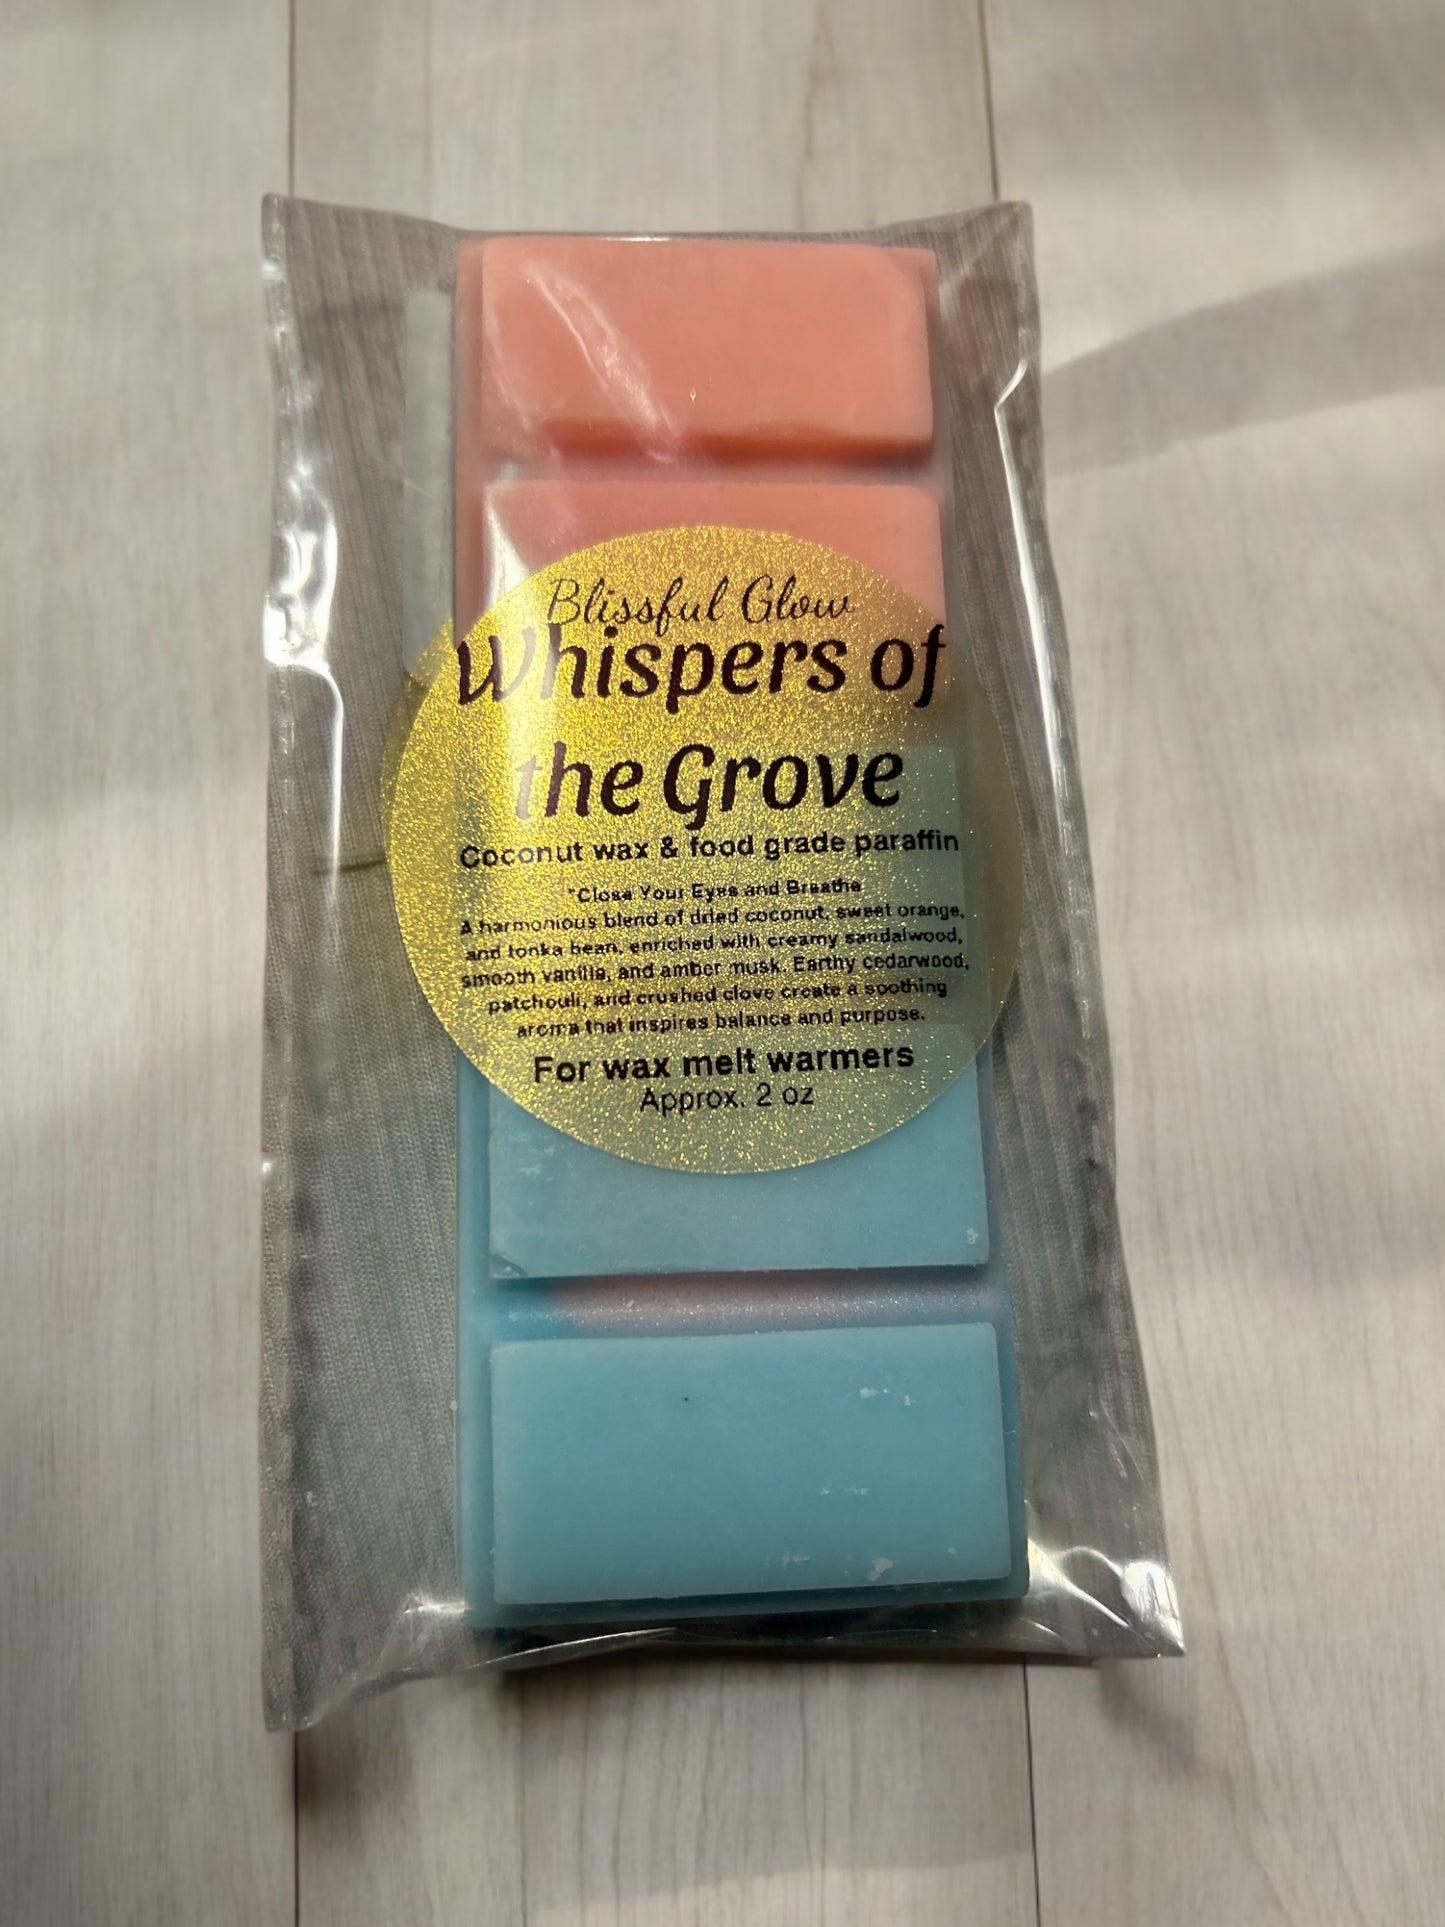 Blissful Glow
Whispers of
the Grove
Coconut wax & food grade paraffin
"Close Your Eyes and Breathe
A harmonious blend of dried coconut, sweet orange,
and tonka bean, enriched with creamy sandalwood,
smooth vanilla, and amber musk. Earthy cedarwood,
patchouli, and crushed clove create a soothing
aroma that inspires balance and purpose.
For wax melt warmers
Approx. 2 oz